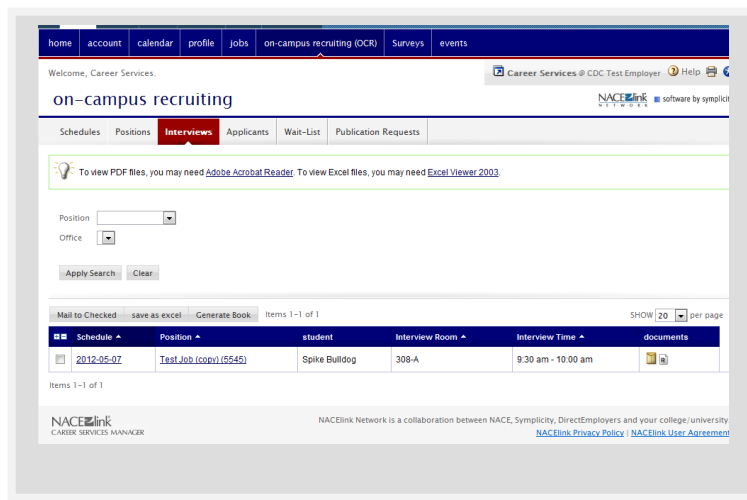 home account calendar profile jobs on-campus recruiting (OCR) Surveys events
Welcome, Career Services.
Career Services @ CDC Test Employer Help
on-campus recruiting
NACElink
NETWORK
software by symplicit
Schedules Positions Interviews Applicants Wait-List Publication Requests
To view PDF files, you may need Adobe Acrobat Reader. To view Excel files, you may need Excel Viewer 2003.
Position
Office
Apply Search Clear
Mail to Checked save as excel Generate Book Items 1-1 of 1 SHOW 20 per page
Schedule Position student Interview Room Interview Time documents
2012-05-07 Test Job (copy) (5545) Spike Bulldog 308-A 9:30 am - 10:00 am R
Items 1-1 of 1
NACElink
CAREER SERVICES MANAGER
NACElink Network is a collaboration between NACE, Symplicity, DirectEmployers and your college/university.
NACElink Privacy Policy | NACElink User Agreement